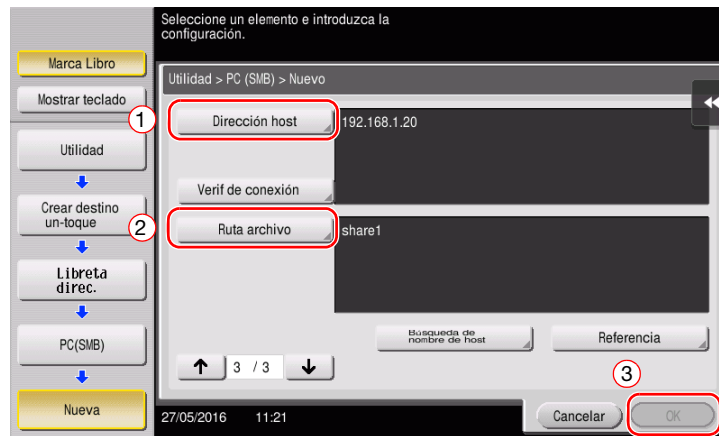 Seleccione un elemento e introduzca la
configuración.
Marca Libro
Mostrar teclado
Utilidad
Crear destino
un-toque
Libreta
direc.
PC(SMB)
Nueva
Utilidad > PC (SMB) > Nuevo
1
Dirección host
192.168.1.20
Verif de conexión
2
Ruta archivo
share1
Búsqueda de
nombre de host
Referencia
3 / 3
3
27/05/2016 11:21
Cancelar
OK